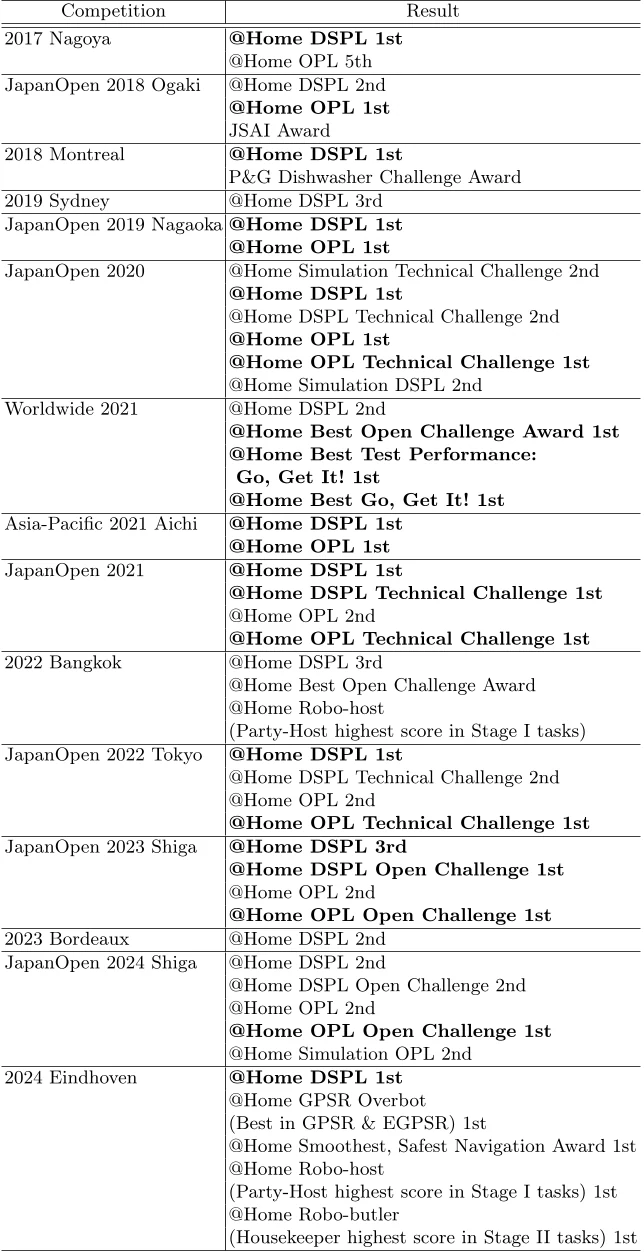 Competition Result
2017 Nagoya @Home DSPL 1st
@Home OPL 5th
JapanOpen 2018 Ogaki @Home DSPL 2nd
@Home OPL 1st
JSAI Award
2018 Montreal @Home DSPL 1st
P&G Dishwasher Challenge Award
2019 Sydney @Home DSPL 3rd
JapanOpen 2019 Nagaoka @Home DSPL 1st
@Home OPL 1st
JapanOpen 2020 @Home Simulation Technical Challenge 2nd
@Home DSPL 1st
@Home DSPL Technical Challenge 2nd
@Home OPL 1st
@Home OPL Technical Challenge 1st
@Home Simulation DSPL 2nd
Worldwide 2021 @Home DSPL 2nd
@Home Best Open Challenge Award 1st
@Home Best Test Performance:
Go, Get It! 1st
@Home Best Go, Get It! 1st
Asia-Pacific 2021 Aichi @Home DSPL 1st
@Home OPL 1st
JapanOpen 2021 @Home DSPL 1st
@Home DSPL Technical Challenge 1st
@Home OPL 2nd
@Home OPL Technical Challenge 1st
2022 Bangkok @Home DSPL 3rd
@Home Best Open Challenge Award
@Home Robo-host
(Party-Host highest score in Stage I tasks)
JapanOpen 2022 Tokyo @Home DSPL 1st
@Home DSPL Technical Challenge 2nd
@Home OPL 2nd
@Home OPL Technical Challenge 1st
JapanOpen 2023 Shiga @Home DSPL 3rd
@Home DSPL Open Challenge 1st
@Home OPL 2nd
@Home OPL Open Challenge 1st
2023 Bordeaux @Home DSPL 2nd
JapanOpen 2024 Shiga @Home DSPL 2nd
@Home DSPL Open Challenge 2nd
@Home OPL 2nd
@Home OPL Open Challenge 1st
@Home Simulation OPL 2nd
2024 Eindhoven @Home DSPL 1st
@Home GPSR Overbot
(Best in GPSR & EGPSR) 1st
@Home Smoothest, Safest Navigation Award 1st
@Home Robo-host
(Party-Host highest score in Stage I tasks) 1st
@Home Robo-butler
(Housekeeper highest score in Stage II tasks) 1st